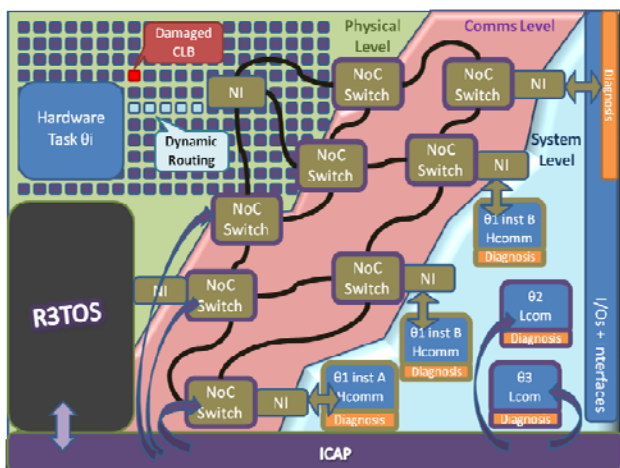 Damaged
CLB
Physical
Level
Comms Level
NoC
Switch
NoC
Switch
NI
Diagnosis
NI
Hardware
Task θi
Dynamic
Routing
System
Level
NoC
Switch
NoC
Switch
NI
NoC
Switch
θ1 inst B
Hcomm
Diagnosis
R3TOS
NI
NoC
Switch
NoC
Switch
NI
θ2
Lcom
Diagnosis
I/Os + Interfaces
θ1 inst B
Hcomm
Diagnosis
NoC
Switch
NI
θ1 inst A
Hcomm
Diagnosis
θ3
Lcom
Diagnosis
ICAP